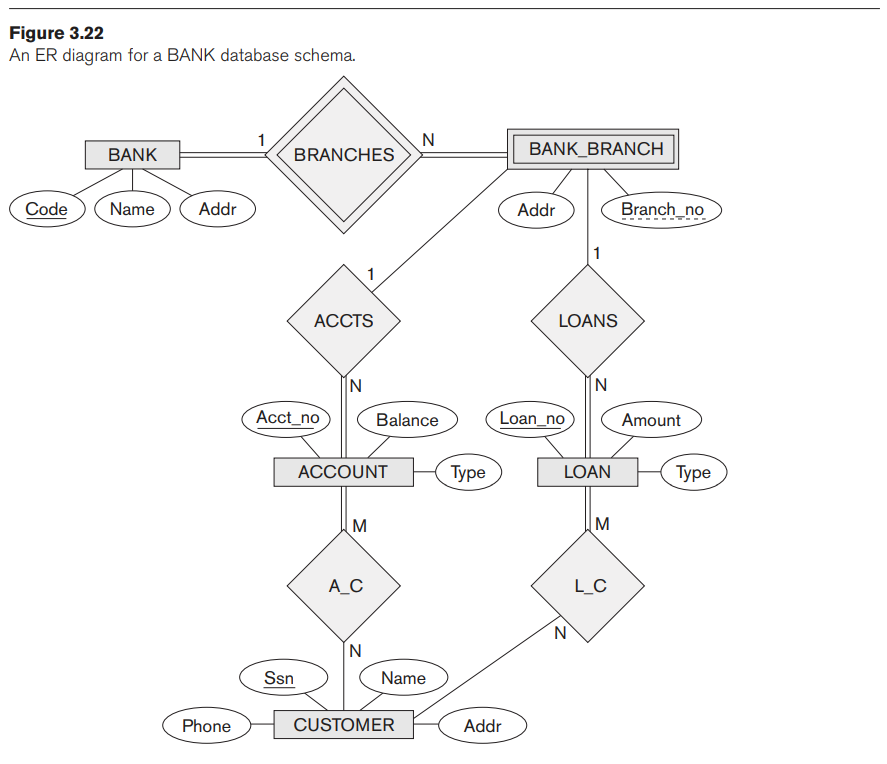 Figure 3.22
An ER diagram for a BANK database schema.
1
N
BANK
BRANCHES
BANK_BRANCH
Code
Name
Addr
Addr
Branch_no
1
1
ACCTS
LOANS
N
N
Acct_no
Balance
Loan_no
Amount
ACCOUNT
Type
LOAN
Type
M
M
A_C
L_C
N
N
Ssn
Name
Phone
CUSTOMER
Addr